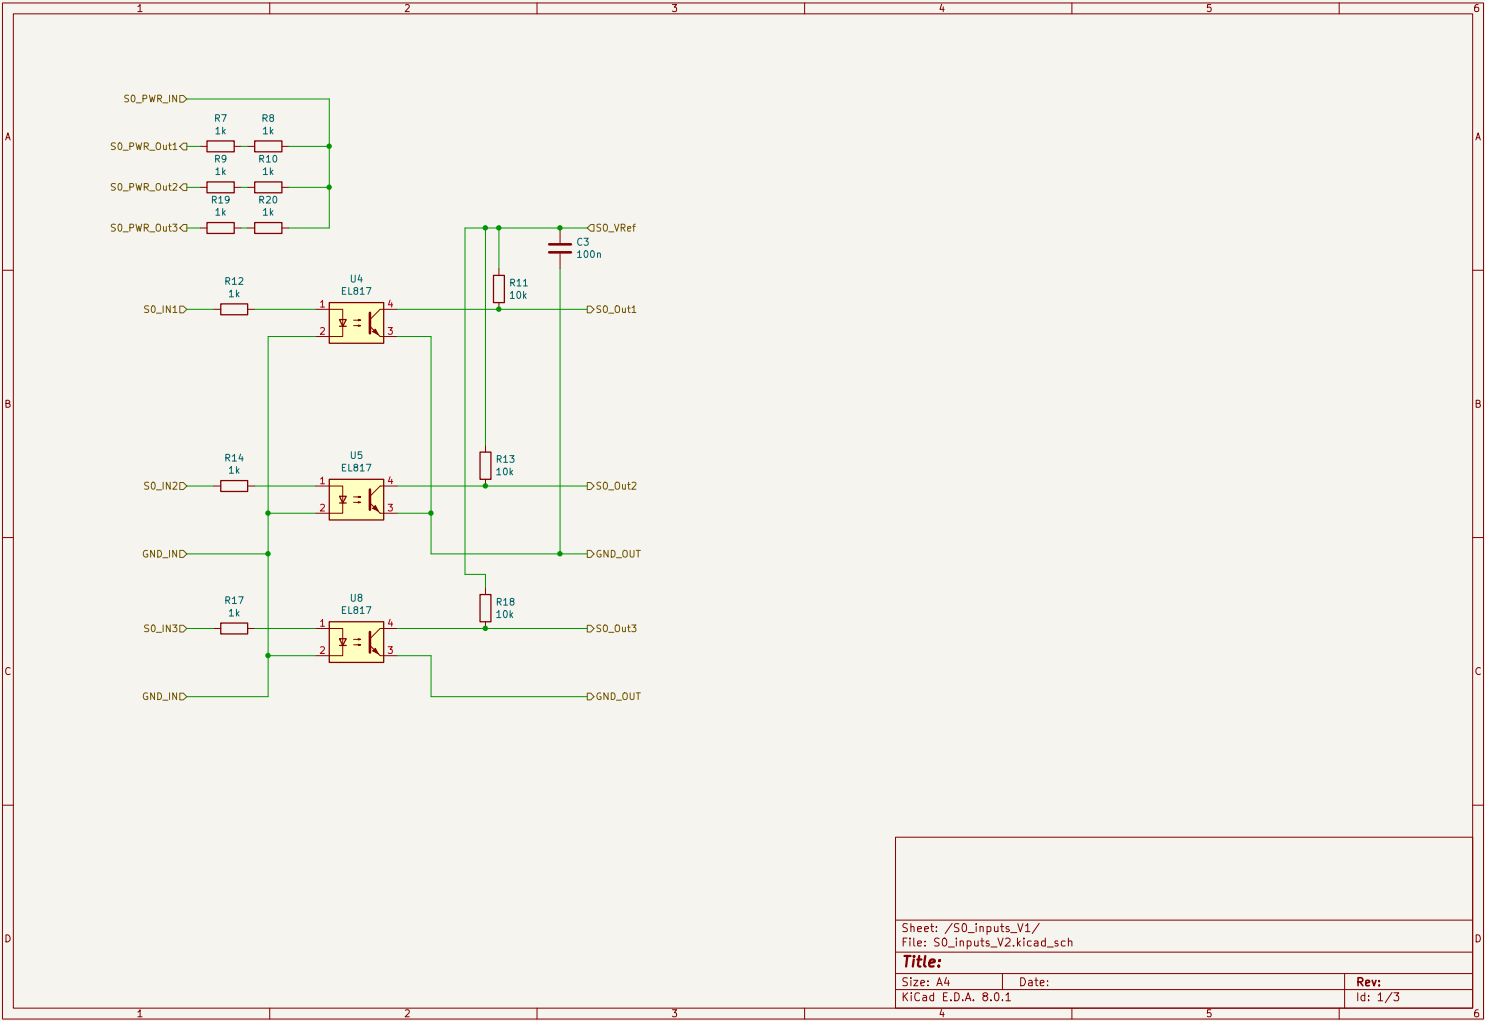 1 2 3 4 5 6
S0_PWR_IN
R7 R8
1k 1k
A A
S0_PWR_Out1
R9 R10
1k 1k
S0_PWR_Out2
R19 R20
1k 1k
S0_PWR_Out3 S0_VRef
C3
100n
U4
R12 R11
EL817
1k 10k
S0_IN1 1 4 S0_Out1
2 3
B B
U5
R14 R13
EL817
1k 10k
S0_IN2 1 4 S0_Out2
2 3
GND_IN GND_OUT
U8
R17 R18
EL817
1k 10k
S0_IN3 1 4 S0_Out3
2 3
C C
GND_IN GND_OUT
Sheet: /S0_inputs_V1/
D D
File: S0_inputs_V2.kicad_sch
Title:
Size: A4 Date: Rev:
KiCad E.D.A. 8.0.1 Id: 1/3
1 2 3 4 5 6